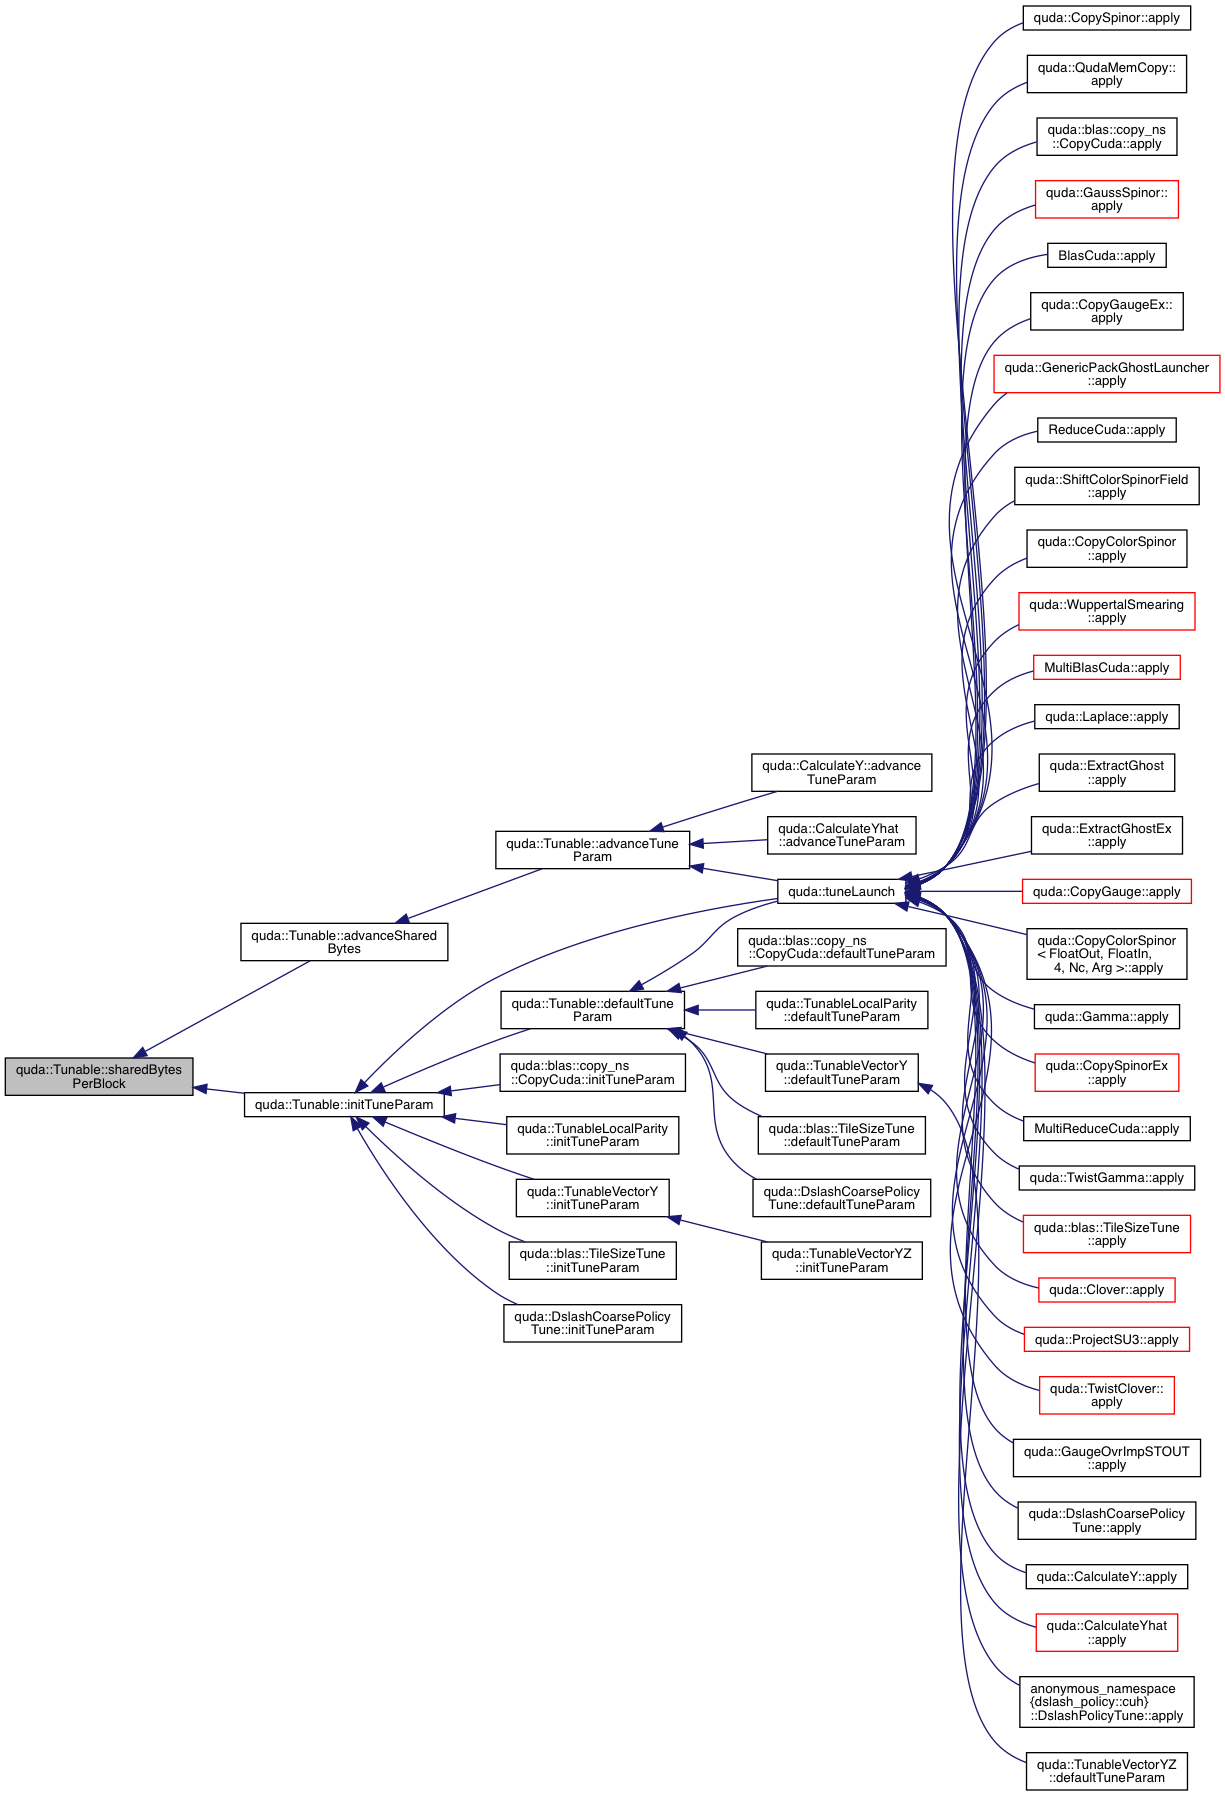 quda::Tunable::sharedBytes
PerBlock
quda::Tunable::advanceShared
Bytes
quda::Tunable::initTuneParam
quda::Tunable::advanceTune
Param
quda::Tunable::defaultTune
Param
quda::blas::copy_ns
::CopyCuda::initTuneParam
quda::TunableLocalParity
::initTuneParam
quda::TunableVectorY
::initTuneParam
quda::blas::TileSizeTune
::initTuneParam
quda::DslashCoarsePolicy
Tune::initTuneParam
quda::CalculateY::advance
TuneParam
quda::CalculateYhat
::advanceTuneParam
quda::tuneLaunch
quda::blas::copy_ns
::CopyCuda::defaultTuneParam
quda::TunableLocalParity
::defaultTuneParam
quda::TunableVectorY
::defaultTuneParam
quda::blas::TileSizeTune
::defaultTuneParam
quda::DslashCoarsePolicy
Tune::defaultTuneParam
quda::TunableVectorYZ
::initTuneParam
quda::CopySpinor::apply
quda::QudaMemCopy::
apply
quda::blas::copy_ns
::CopyCuda::apply
quda::GaussSpinor::
apply
BlasCuda::apply
quda::CopyGaugeEx::
apply
quda::GenericPackGhostLauncher
::apply
ReduceCuda::apply
quda::ShiftColorSpinorField
::apply
quda::CopyColorSpinor
::apply
quda::WuppertalSmearing
::apply
MultiBlasCuda::apply
quda::Laplace::apply
quda::ExtractGhost
::apply
quda::ExtractGhostEx
::apply
quda::CopyGauge::apply
quda::CopyColorSpinor
< FloatOut, FloatIn,
4, Nc, Arg >::apply
quda::Gamma::apply
quda::CopySpinorEx
::apply
MultiReduceCuda::apply
quda::TwistGamma::apply
quda::blas::TileSizeTune
::apply
quda::Clover::apply
quda::ProjectSU3::apply
quda::TwistClover::
apply
quda::GaugeOvrImpSTOUT
::apply
quda::DslashCoarsePolicy
Tune::apply
quda::CalculateY::apply
quda::CalculateYhat
::apply
anonymous_namespace
{dslash_policy::cuh}
::DslashPolicyTune::apply
quda::TunableVectorYZ
::defaultTuneParam